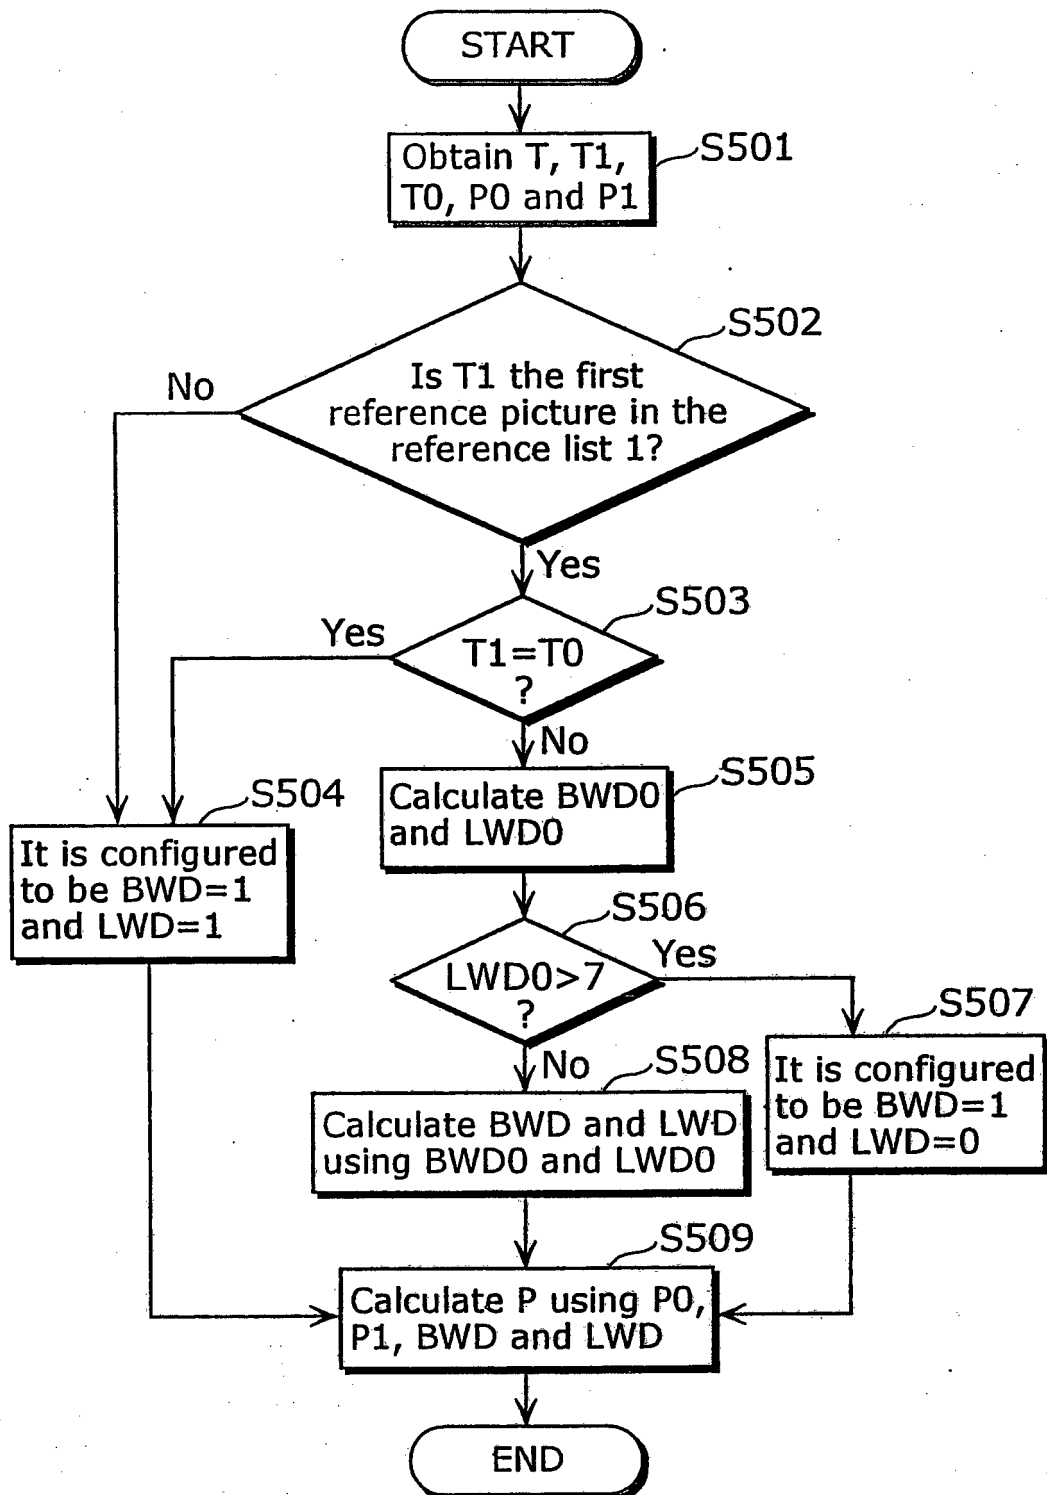 START
Obtain T, T1,
T0, P0 and P1
S501
S502
Is T1 the first
reference picture in the
reference list 1?
No
Yes
S503
T1=T0
?
Yes
No
S504
It is configured
to be BWD=1
and LWD=1
S505
Calculate BWD0
and LWD0
S506
LWD0>7
?
Yes
No
S507
It is configured
to be BWD=1
and LWD=0
S508
Calculate BWD and LWD
using BWD0 and LWD0
S509
Calculate P using P0,
P1, BWD and LWD
END